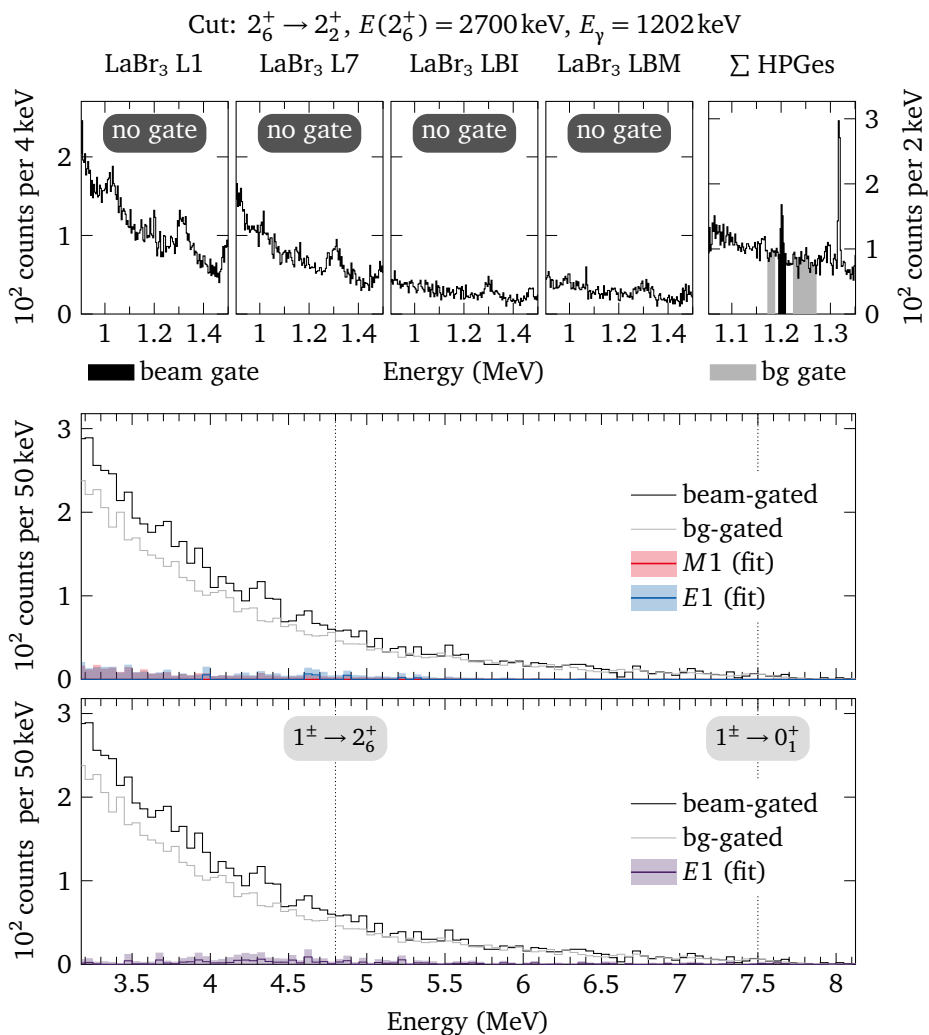 Cut: 2₆⁺ → 2₂⁺, E(2₆⁺) = 2700 keV, Eγ = 1202 keV
LaBr₃ L1 LaBr₃ L7 LaBr₃ LBI LaBr₃ LBM ∑ HPGes
no gate no gate no gate no gate
10² counts per 4 keV
0 1 2
1 1.2 1.4 1 1.2 1.4 1 1.2 1.4 1 1.2 1.4 1.1 1.2 1.3
0 1 2 3
10² counts per 2 keV
beam gate Energy (MeV) bg gate
10² counts per 50 keV
3
2
1
0
beam-gated
bg-gated
M1 (fit)
E1 (fit)
10² counts per 50 keV
3
2
1
0
1± → 2₆⁺ 1± → 0₁⁺
beam-gated
bg-gated
E1 (fit)
3.5 4 4.5 5 5.5 6 6.5 7 7.5 8
Energy (MeV)